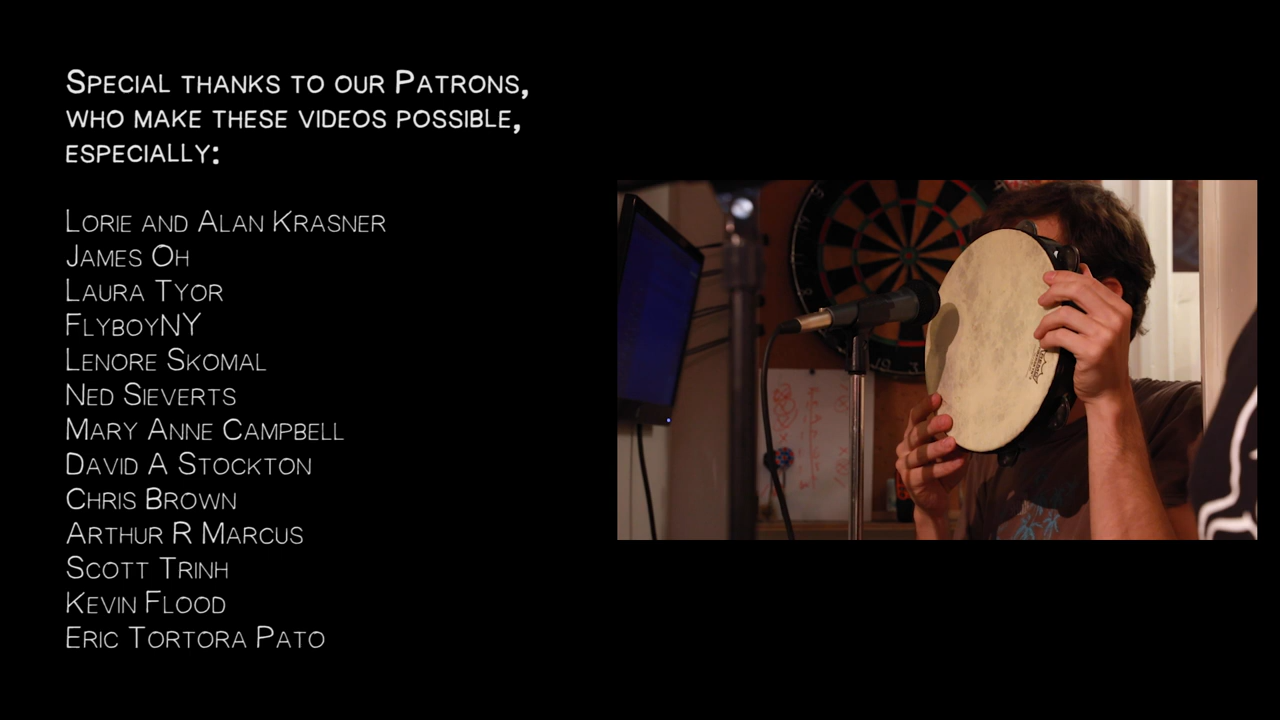 Special thanks to our Patrons,
who make these videos possible,
especially:
Lorie and Alan Krasner
James Oh
Laura Tyor
FlyboyNY
Lenore Skomal
Ned Sieverts
Mary Anne Campbell
David A Stockton
Chris Brown
Arthur R Marcus
Scott Trinh
Kevin Flood
Eric Tortora Pato